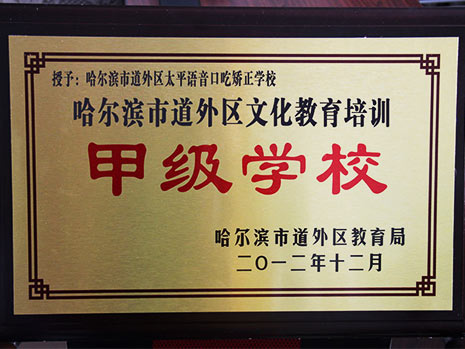 授予：哈尔滨市道外区太平语音口吃矫正学校
哈尔滨市道外区文化教育培训
甲级学校
哈尔滨市道外区教育局
二〇一二年十二月